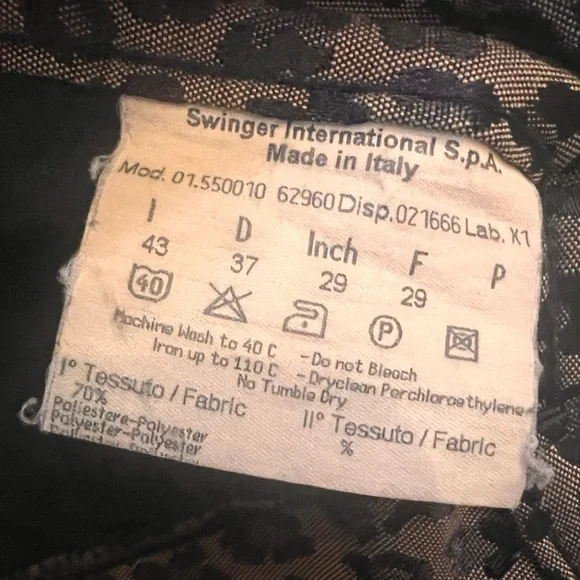 Swinger International S.p.A.
Made in Italy
Mod. 01.550010 62960 Disp.021666 Lab. X1
I D Inch F P
43 37 29 29
40 P
Machine Wash to 40 C - Do not Bleach
Iron up to 110 C - Dryclean Perchloroethylene
No Tumble Dry
I° Tessuto / Fabric II° Tessuto / Fabric
70% %
Poliestere-Polyester
Polyester-Polyester